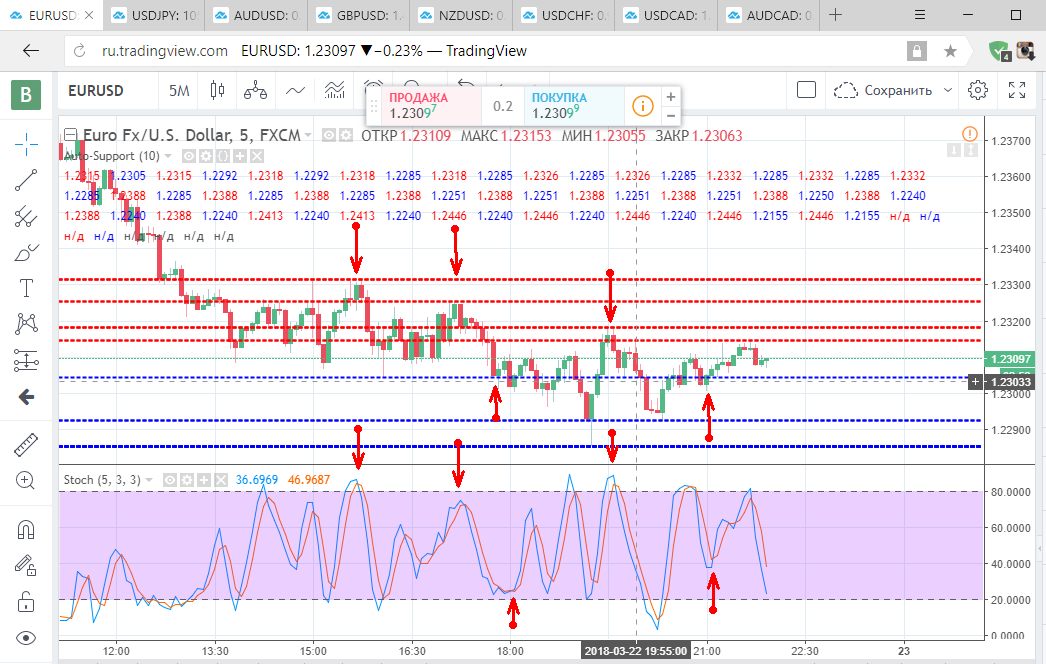 EURUSD: USDJPY: 10 AUDUSD: 0. GBPUSD: 1. NZDUSD: 0. USDCHF: 0. USDCAD: 1. AUDCAD: 0
ru.tradingview.com EURUSD: 1.23097 ▼−0.23% — TradingView 4
B EURUSD 5M Сохранить
ПРОДАЖА 0.2 ПОКУПКА
1.23097 1.23099
Euro Fx/U.S. Dollar, 5, FXCM ОТКР 1.23109 МАКС 1.23153 МИН 1.23055 ЗАКР 1.23063
Auto-Support (10)
1.2315 1.2305 1.2315 1.2292 1.2318 1.2292 1.2318 1.2285 1.2318 1.2285 1.2326 1.2285 1.2326 1.2285 1.2332 1.2285 1.2332 1.2285 1.2332
1.2285 1.2388 1.2285 1.2388 1.2285 1.2388 1.2285 1.2388 1.2251 1.2388 1.2251 1.2388 1.2251 1.2388 1.2251 1.2388 1.2250 1.2388 1.2240
1.2388 1.2240 1.2388 1.2240 1.2413 1.2240 1.2413 1.2240 1.2446 1.2240 1.2446 1.2240 1.2446 1.2240 1.2446 1.2155 1.2446 1.2155 н/д н/д
н/д н/д н/д н/д н/д н/д
1.23700
1.23600
1.23500
1.23400
1.23300
1.23200
1.23097
1.23033
1.23000
1.22900
Stoch (5, 3, 3) 36.6969 46.9687
80.0000
60.0000
40.0000
20.0000
0.0000
12:00 13:30 15:00 16:30 18:00 2018-03-22 19:55:00 21:00 22:30 23